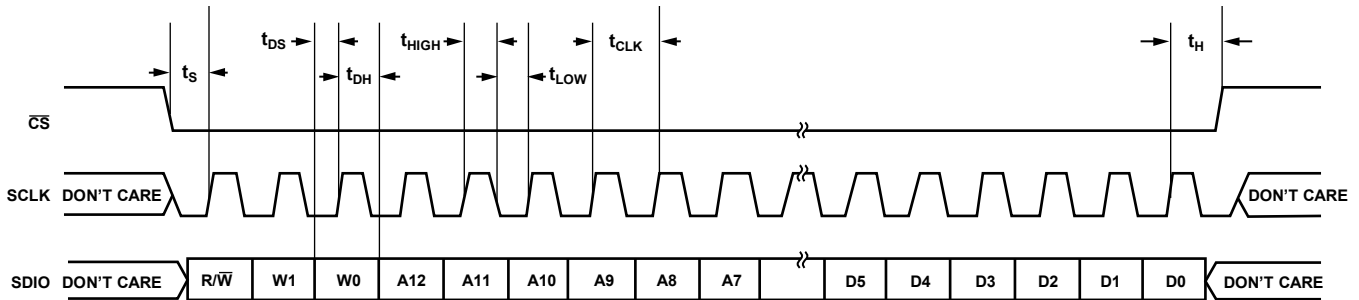 tDS tHIGH tCLK tH
tS tDH tLOW
CS
SCLK DON'T CARE DON'T CARE
SDIO DON'T CARE R/W W1 W0 A12 A11 A10 A9 A8 A7 D5 D4 D3 D2 D1 D0 DON'T CARE